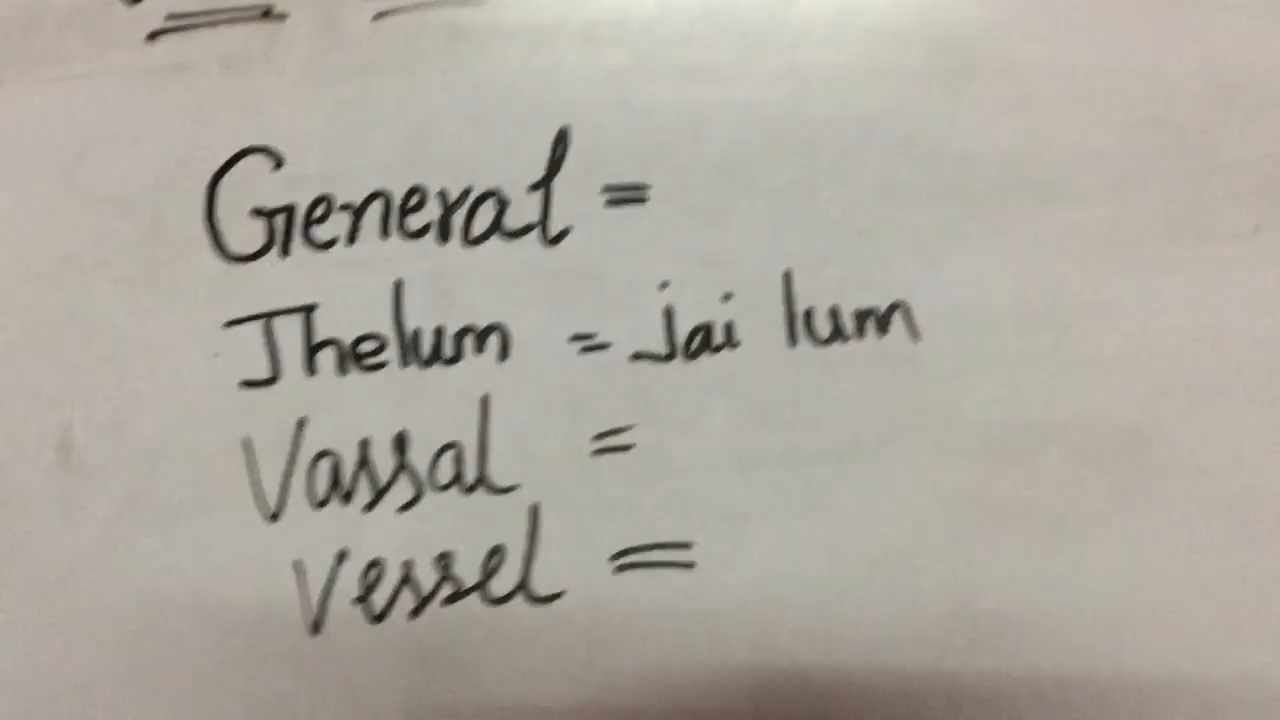 General =
Jhelum = jai lum
Vassal =
Vessel =